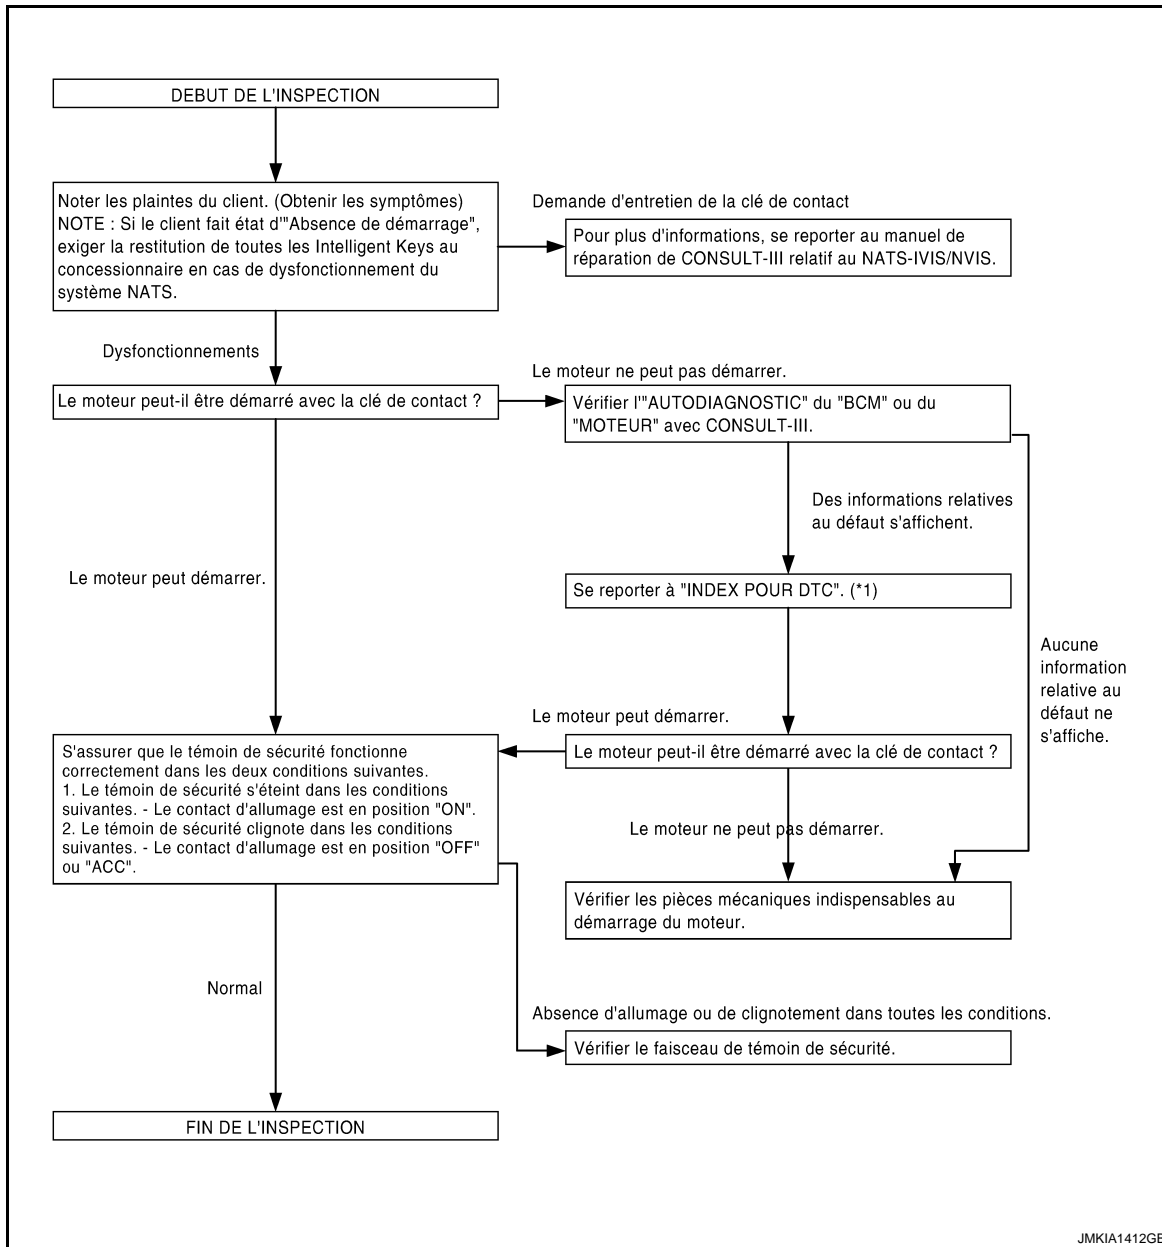 DEBUT DE L'INSPECTION
Noter les plaintes du client. (Obtenir les symptômes)
NOTE : Si le client fait état d'"Absence de démarrage",
exiger la restitution de toutes les Intelligent Keys au
concessionnaire en cas de dysfonctionnement du
système NATS.
Demande d'entretien de la clé de contact
Pour plus d'informations, se reporter au manuel de
réparation de CONSULT-III relatif au NATS-IVIS/NVIS.
Dysfonctionnements
Le moteur peut-il être démarré avec la clé de contact ?
Le moteur ne peut pas démarrer.
Vérifier l'"AUTODIAGNOSTIC" du "BCM" ou du
"MOTEUR" avec CONSULT-III.
Des informations relatives
au défaut s'affichent.
Le moteur peut démarrer.
Se reporter à "INDEX POUR DTC". (*1)
Aucune
information
relative au
défaut ne
s'affiche.
Le moteur peut démarrer.
Le moteur peut-il être démarré avec la clé de contact ?
S'assurer que le témoin de sécurité fonctionne
correctement dans les deux conditions suivantes.
1. Le témoin de sécurité s'éteint dans les conditions
suivantes. - Le contact d'allumage est en position "ON".
2. Le témoin de sécurité clignote dans les conditions
suivantes. - Le contact d'allumage est en position "OFF"
ou "ACC".
Le moteur ne peut pas démarrer.
Vérifier les pièces mécaniques indispensables au
démarrage du moteur.
Normal
Absence d'allumage ou de clignotement dans toutes les conditions.
Vérifier le faisceau de témoin de sécurité.
FIN DE L'INSPECTION
JMKIA1412GE